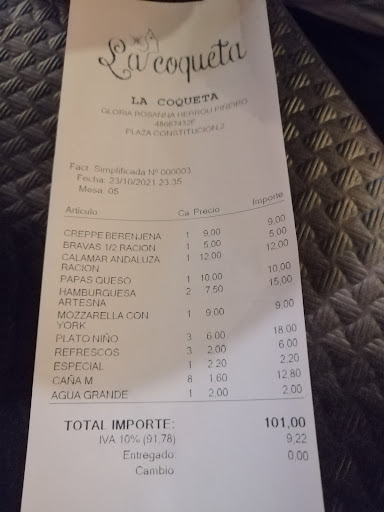 La coqueta
LA COQUETA
GLORIA ROSANNA HERROU PIÑEIRO
48687432F
PLAZA CONSTITUCION 2
Fact. Simplificada Nº 000003
Fecha: 23/10/2021 23:35
Mesa: 05
Artículo Ca Precio Importe
CREPPE BERENJENA 1 9,00 9,00
BRAVAS 1/2 RACION 1 5,00 5,00
CALAMAR ANDALUZA 1 12,00 12,00
RACION
PAPAS QUESO 1 10,00 10,00
HAMBURGUESA 2 7,50 15,00
ARTESNA
MOZZARELLA CON 1 9,00 9,00
YORK
PLATO NIÑO 3 6,00 18,00
REFRESCOS 3 2,00 6,00
ESPECIAL 1 2,20 2,20
CAÑA M 8 1,60 12,80
AGUA GRANDE 1 2,00 2,00
TOTAL IMPORTE: 101,00
IVA 10% (91,78) 9,22
Entregado: 0,00
Cambio: